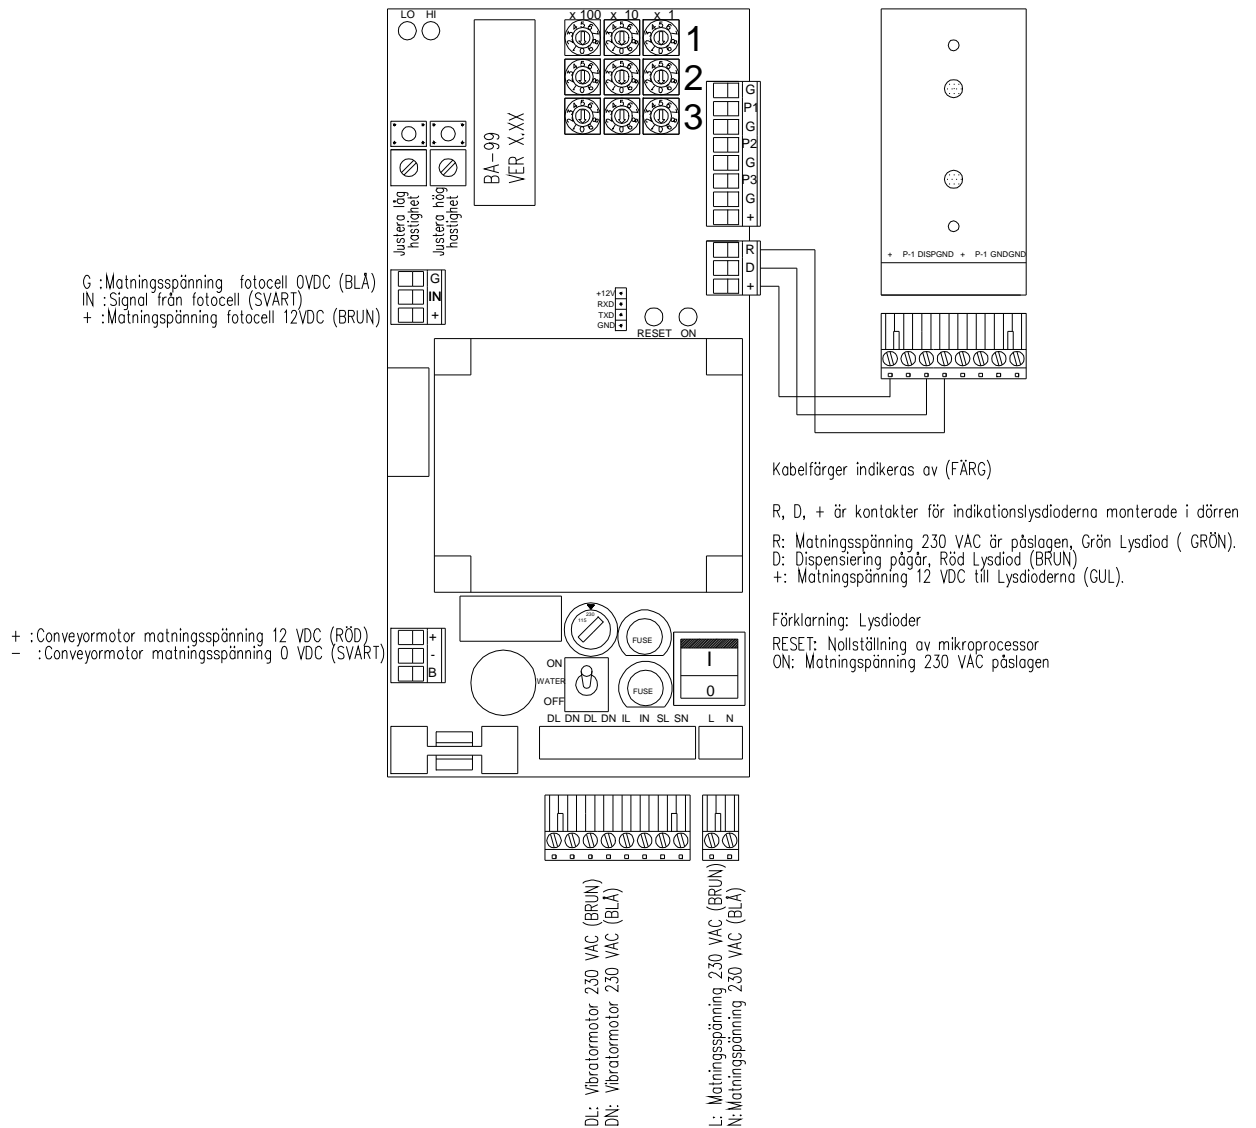 LO HI
x 100 x 10 x 1
1
2
3
BA-99
VER X.XX
Justera låg
hastighet
Justera hög
hastighet
G
P1
G
P2
G
P3
G
+
R
D
+
+ P-1 DISPGND + P-1 GNDGND
G :Matningsspänning fotocell 0VDC (BLÅ)
IN :Signal från fotocell (SVART)
+ :Matningspänning fotocell 12VDC (BRUN)
G
IN
+
+12V
RXD
TXD
GND
RESET ON
Kabelfärger indikeras av (FÄRG)
R, D, + är kontakter för indikationslysdioderna monterade i dörren
R: Matningsspänning 230 VAC är påslagen, Grön Lysdiod ( GRÖN).
D: Dispensiering pågår, Röd Lysdiod (BRUN)
+: Matningspänning 12 VDC till Lysdioderna (GUL).
Förklarning: Lysdioder
RESET: Nollställning av mikroprocessor
ON: Matningspänning 230 VAC påslagen
+ :Conveyormotor matningsspänning 12 VDC (RÖD)
- :Conveyormotor matningsspänning 0 VDC (SVART)
+
-
B
230
115
FUSE
FUSE
ON
WATER
OFF
I
0
DL DN DL DN IL IN SL SN L N
DL: Vibratormotor 230 VAC (BRUN)
DN: Vibratormotor 230 VAC (BLÅ)
L: Matningsspänning 230 VAC (BRUN)
N: Matningspänning 230 VAC (BLÅ)